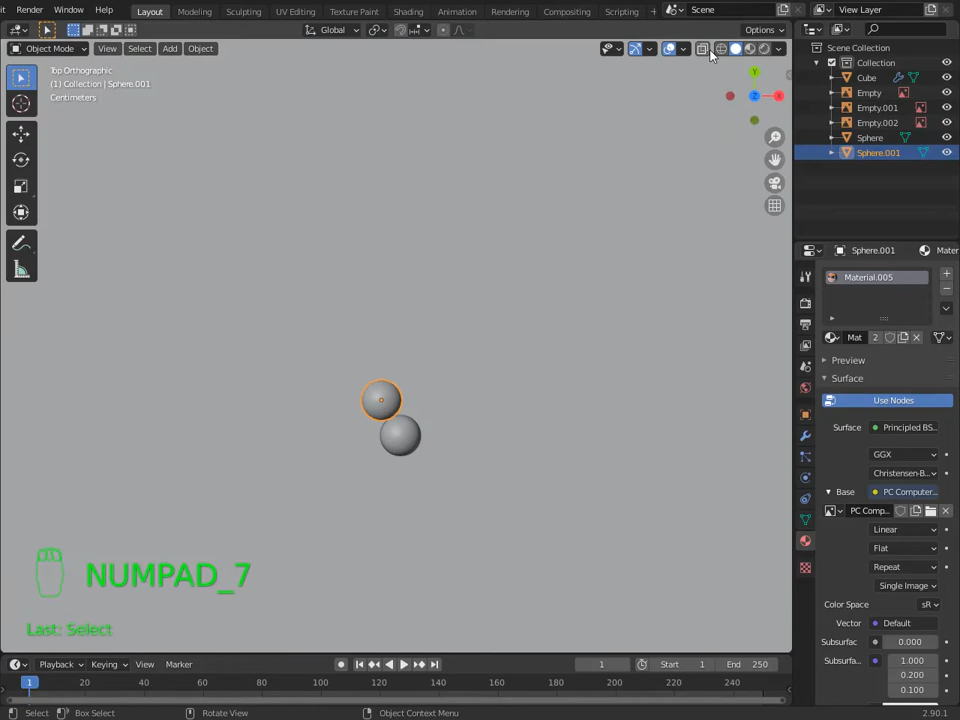 Render Window Help Layout Modeling Sculpting UV Editing Texture Paint Shading Animation Rendering Compositing Scripting + Scene View Layer
Global Options
Object Mode View Select Add Object
Top Orthographic
(1) Collection | Sphere.001
Centimeters
Y
Z
X
NUMPAD_7
Last: Select
Scene Collection
Collection
Cube
Empty
Empty.001
Empty.002
Sphere
Sphere.001
Sphere.001 Mater
Material.005
Mat 2
Preview
Surface
Use Nodes
Surface Principled BS..
GGX
Christensen-B...
Base PC Computer...
PC Comp...
Linear
Flat
Repeat
Single Image
Color Space sR
Vector Default
Subsurfac 0.000
Subsurfa.. 1.000
0.200
0.100
Playback Keying View Marker 1 Start 1 End 250
1 20 40 60 80 100 120 140 160 180 200 220 240
Select Box Select Rotate View Object Context Menu 2.90.1